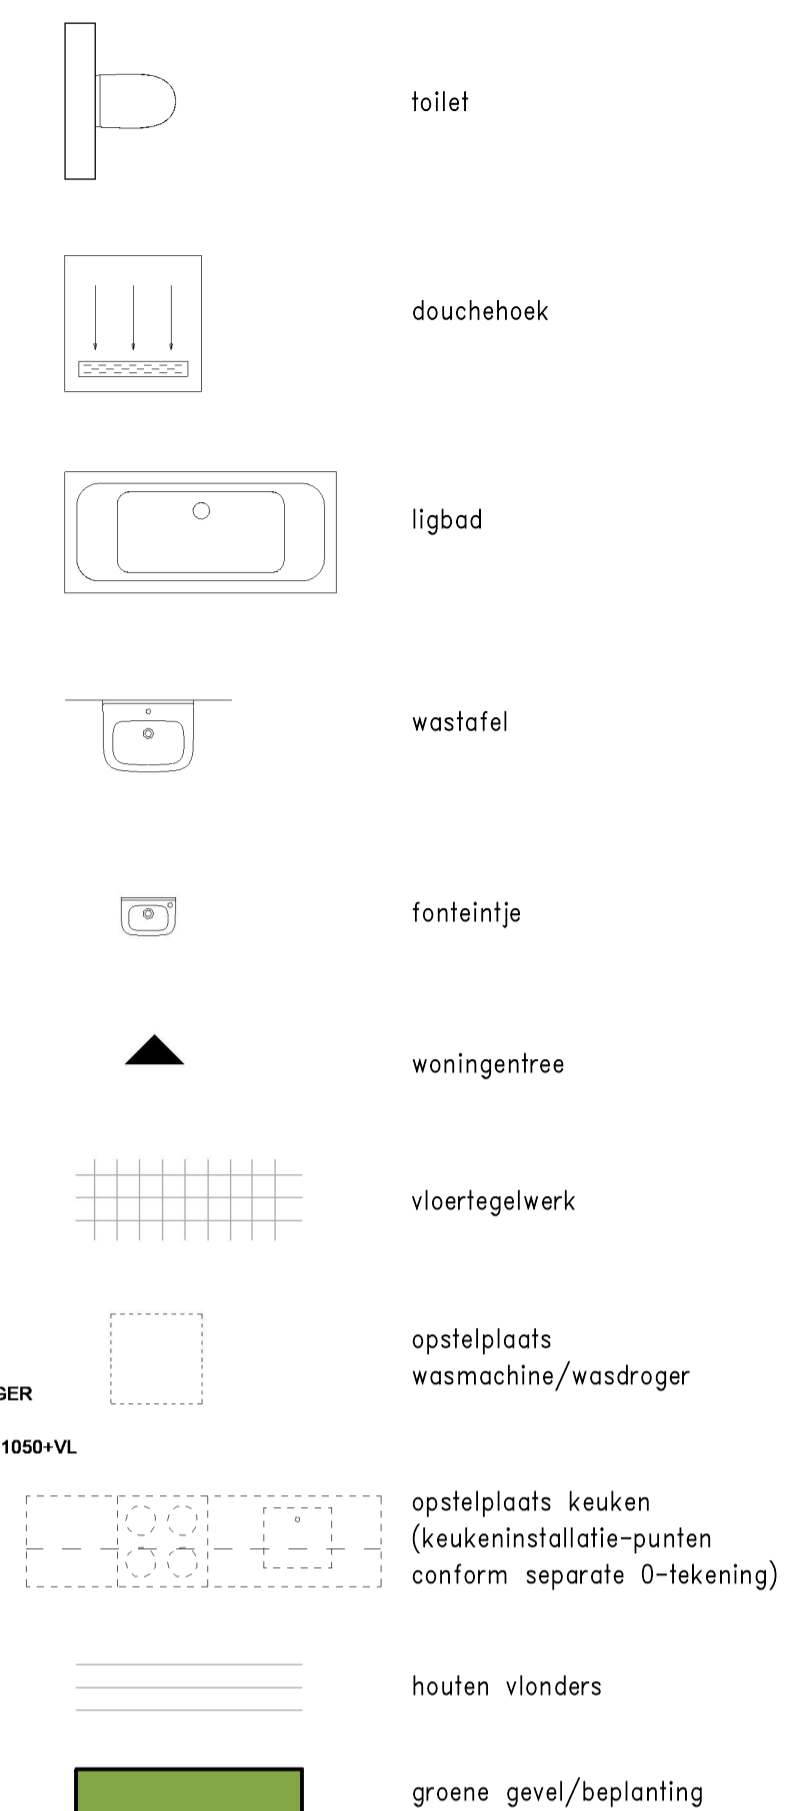 toilet
douchehoek
ligbad
wastafel
fonteintje
woningentree
vloertegelwerk
opstelplaats
wasmachine/wasdroger
GER
1050+VL
opstelplaats keuken
(keukeninstallatie-punten
conform separate 0-tekening)
houten vlonders
groene gevel/beplanting